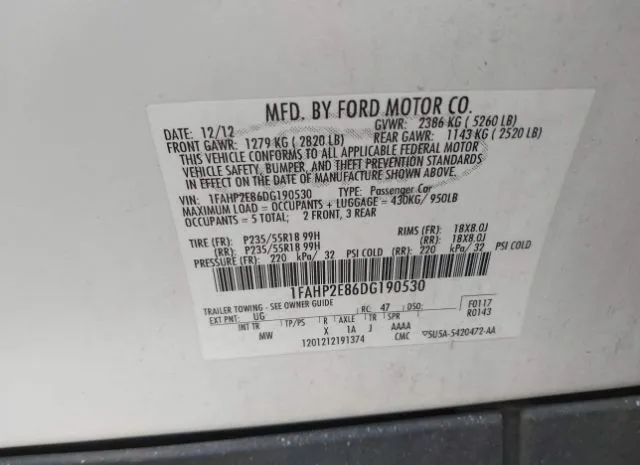 MFD. BY FORD MOTOR CO.
DATE: 12/12 GVWR: 2386 KG ( 5260 LB)
FRONT GAWR: 1279 KG ( 2820 LB) REAR GAWR: 1143 KG ( 2520 LB)
THIS VEHICLE CONFORMS TO ALL APPLICABLE FEDERAL MOTOR
VEHICLE SAFETY, BUMPER, AND THEFT PREVENTION STANDARDS
IN EFFECT ON THE DATE OF MANUFACTURE SHOWN ABOVE.
VIN: 1FAHP2E86DG190530 TYPE: Passenger Car
MAXIMUM LOAD = OCCUPANTS + LUGGAGE = 430KG/ 950LB
OCCUPANTS = 5 TOTAL; 2 FRONT, 3 REAR
TIRE (FR): P235/55R18 99H RIMS (FR): 18X8.0J
(RR): P235/55R18 99H (RR): 18X8.0J
PRESSURE (FR): 220 kPa/ 32 PSI COLD (RR): 220 kPa/ 32 PSI COLD
1FAHP2E86DG190530
TRAILER TOWING - SEE OWNER GUIDE
EXT PNT: UG RC: 47 DSO: F0117
R0143
INT TR TP/PS R AXLE TR SPR
MW X 1A J AAAA
1201212191374 CMC 5U5A-5420472-AA